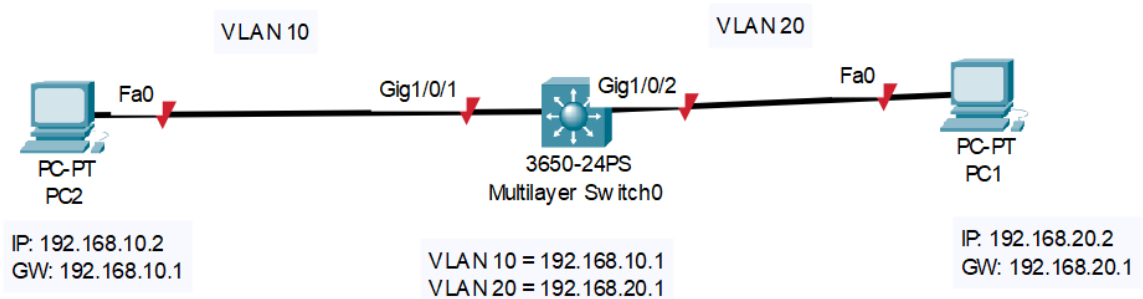 VLAN 10
VLAN 20
Fa0
Gig1/0/1
Gig1/0/2
Fa0
PC-PT
PC2
3650-24PS
Multilayer Switch0
PC-PT
PC1
IP: 192.168.10.2
GW: 192.168.10.1
VLAN 10 = 192.168.10.1
VLAN 20 = 192.168.20.1
IP: 192.168.20.2
GW: 192.168.20.1